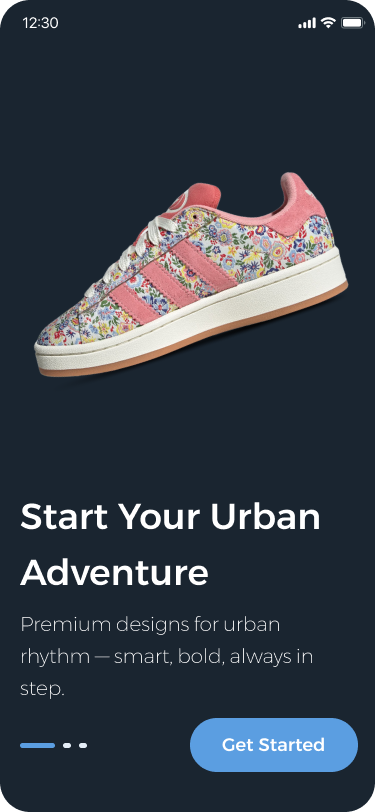 12:30
Start Your Urban
Adventure
Premium designs for urban
rhythm — smart, bold, always in
step.
Get Started